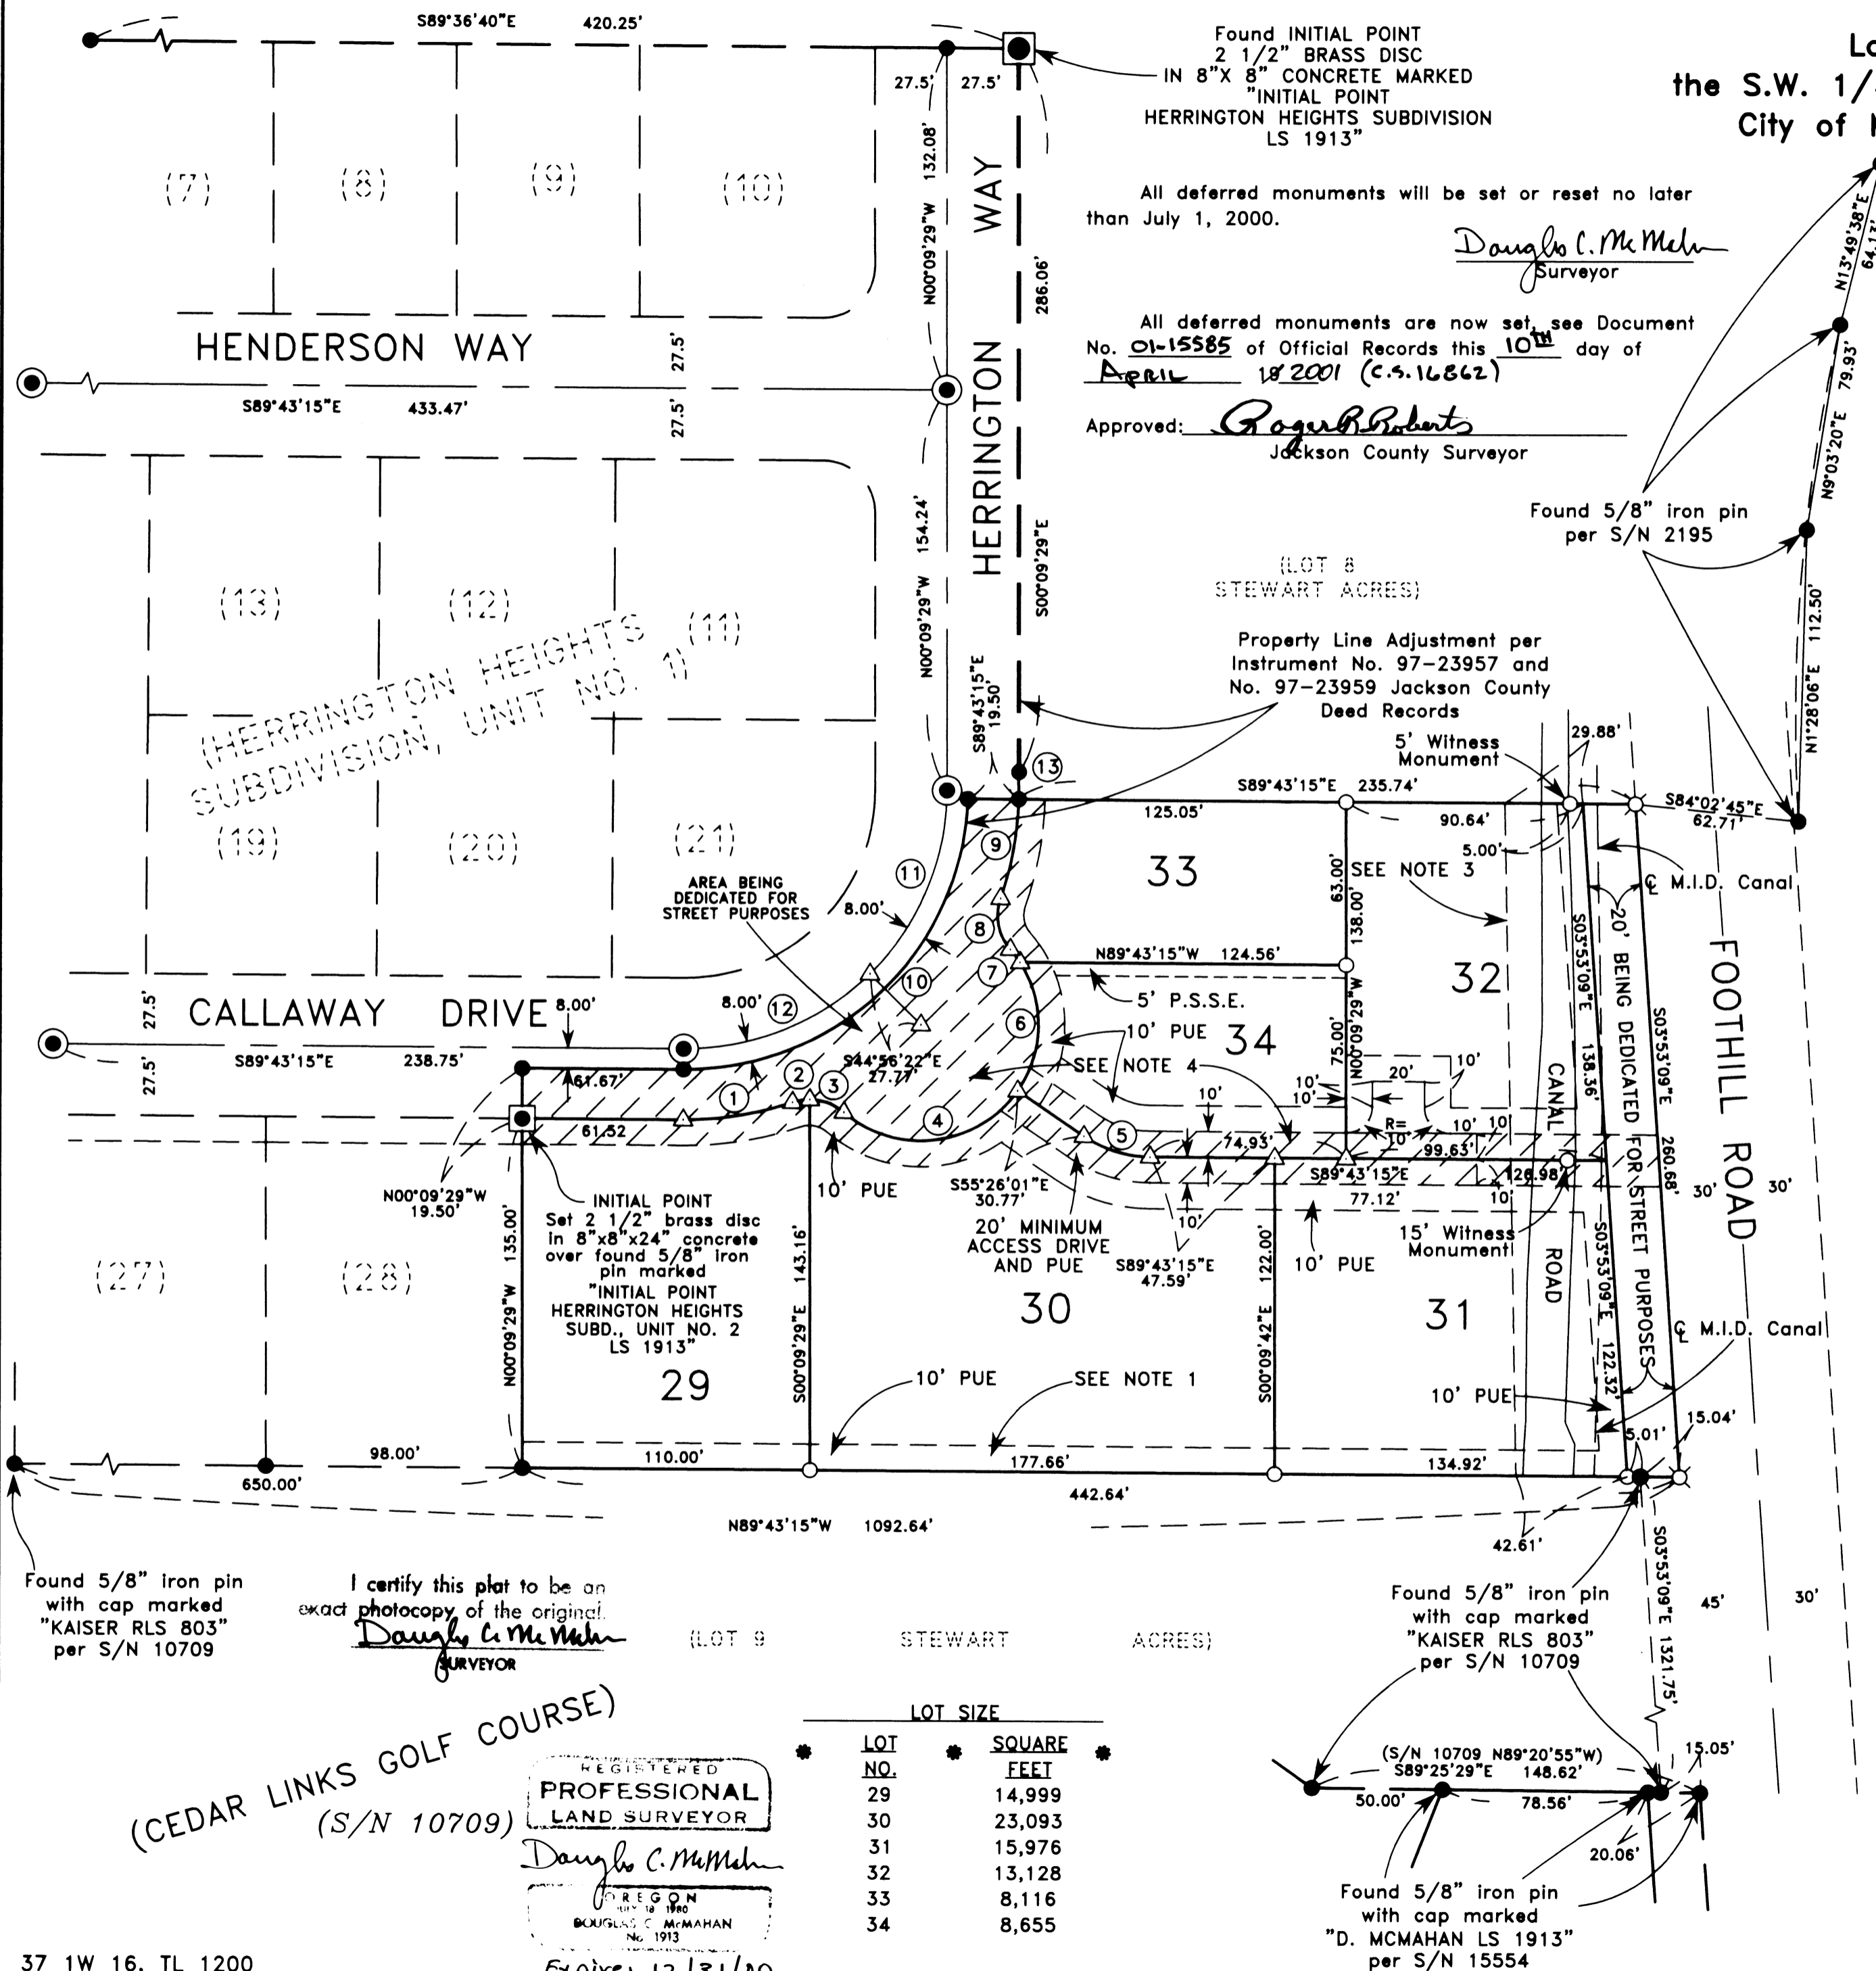 S89°36'40"E 420.25'
Found INITIAL POINT
2 1/2" BRASS DISC
IN 8"X 8" CONCRETE MARKED
"INITIAL POINT
HERRINGTON HEIGHTS SUBDIVISION
LS 1913"
the S.W. 1/
City of
27.5' 27.5'
N00°09'29"W 132.08'
(7) (8) (9) (10)
HERRINGTON WAY
286.06'
S00°09'29"E
All deferred monuments will be set or reset no later
than July 1, 2000.
Douglas C. McMahan
Surveyor
All deferred monuments are now set, see Document
No. 01-15585 of Official Records this 10TH day of
APRIL 2001 (C.S.16862)
Approved: Roger R. Roberts
Jackson County Surveyor
N13°49'38"E
79.93'
N9°03'20"E
HENDERSON WAY
27.5'
27.5'
S89°43'15"E 433.47'
N00°09'29"W 154.24'
Found 5/8" iron pin
per S/N 2195
112.50'
N1°28'06"E
(LOT 8
STEWART ACRES)
(13) (12) (11)
(HERRINGTON HEIGHTS
SUBDIVISION, UNIT NO. 1)
(19) (20) (21)
Property Line Adjustment per
Instrument No. 97-23957 and
No. 97-23959 Jackson County
Deed Records
S89°43'15"E
19.50'
13
5' Witness
Monument
29.88'
S89°43'15"E 235.74'
125.05'
90.64'
S84°02'45"E
62.71'
5.00'
33
63.00'
138.00'
SEE NOTE 3
℄ M.I.D. Canal
AREA BEING
DEDICATED FOR
STREET PURPOSES
8.00'
9
11
8
10
7
N89°43'15"W 124.56'
32
S03°53'09"E 138.36'
20' BEING DEDICATED FOR STREET PURPOSES
S03°53'09"E 260.68'
FOOTHILL ROAD
5' P.S.S.E.
10' PUE
34
75.00'
N00°09'29"W
SEE NOTE 4
CALLAWAY DRIVE
27.5'
27.5'
8.00'
8.00'
12
6
S89°43'15"E 238.75'
S44°56'22"E
27.77'
61.67'
1
2
3
4
5
61.52
10'
10' 20'
10'
10'
R=
10'
10' 10'
74.93'
99.63'
S89°43'15"E
126.98'
77.12'
10'
30' 30'
CANAL
ROAD
N00°09'29"W
19.50'
10' PUE
S55°26'01"E
30.77'
20' MINIMUM
ACCESS DRIVE
AND PUE
10'
S89°43'15"E
47.59'
10' PUE
15' Witness
Monument
INITIAL POINT
Set 2 1/2" brass disc
in 8"x8"x24" concrete
over found 5/8" iron
pin marked
"INITIAL POINT
HERRINGTON HEIGHTS
SUBD., UNIT NO. 2
LS 1913"
N00°09'29"W 135.00'
S00°09'29"E 143.16'
S00°09'42"E 122.00'
S03°53'09"E 122.32'
(27) (28)
29
30
31
℄ M.I.D. Canal
10' PUE
SEE NOTE 1
10' PUE
15.04'
5.01'
98.00'
650.00'
110.00'
177.66'
134.92'
442.64'
N89°43'15"W 1092.64'
42.61'
S03°53'09"E 1321.75'
45' 30'
Found 5/8" iron pin
with cap marked
"KAISER RLS 803"
per S/N 10709
I certify this plat to be an
exact photocopy of the original.
Douglas C. McMahan
SURVEYOR
(LOT 9 STEWART ACRES)
Found 5/8" iron pin
with cap marked
"KAISER RLS 803"
per S/N 10709
(CEDAR LINKS GOLF COURSE)
(S/N 10709)
REGISTERED
PROFESSIONAL
LAND SURVEYOR
Douglas C. McMahan
OREGON
JULY 18 1980
DOUGLAS C. McMAHAN
No. 1913
Expires 12/31/00
LOT SIZE
* LOT * SQUARE *
NO. FEET
29 14,999
30 23,093
31 15,976
32 13,128
33 8,116
34 8,655
(S/N 10709 N89°20'55"W)
S89°25'29"E 148.62'
15.05'
50.00'
78.56'
20.06'
Found 5/8" iron pin
with cap marked
"D. MCMAHAN LS 1913"
per S/N 15554
37 1W 16, TL 1200